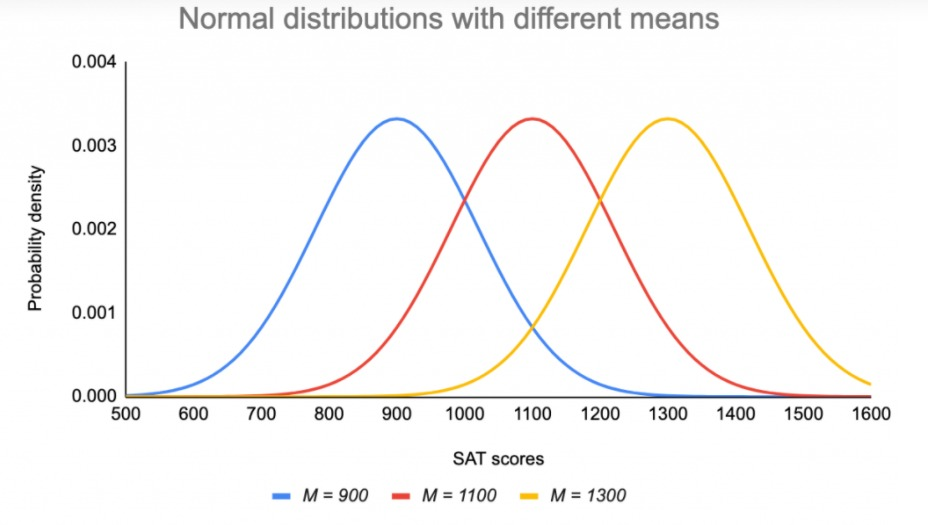 Normal distributions with different means
0.004
0.003
0.002
0.001
0.000
Probability density
500 600 700 800 900 1000 1100 1200 1300 1400 1500 1600
SAT scores
M = 900 M = 1100 M = 1300